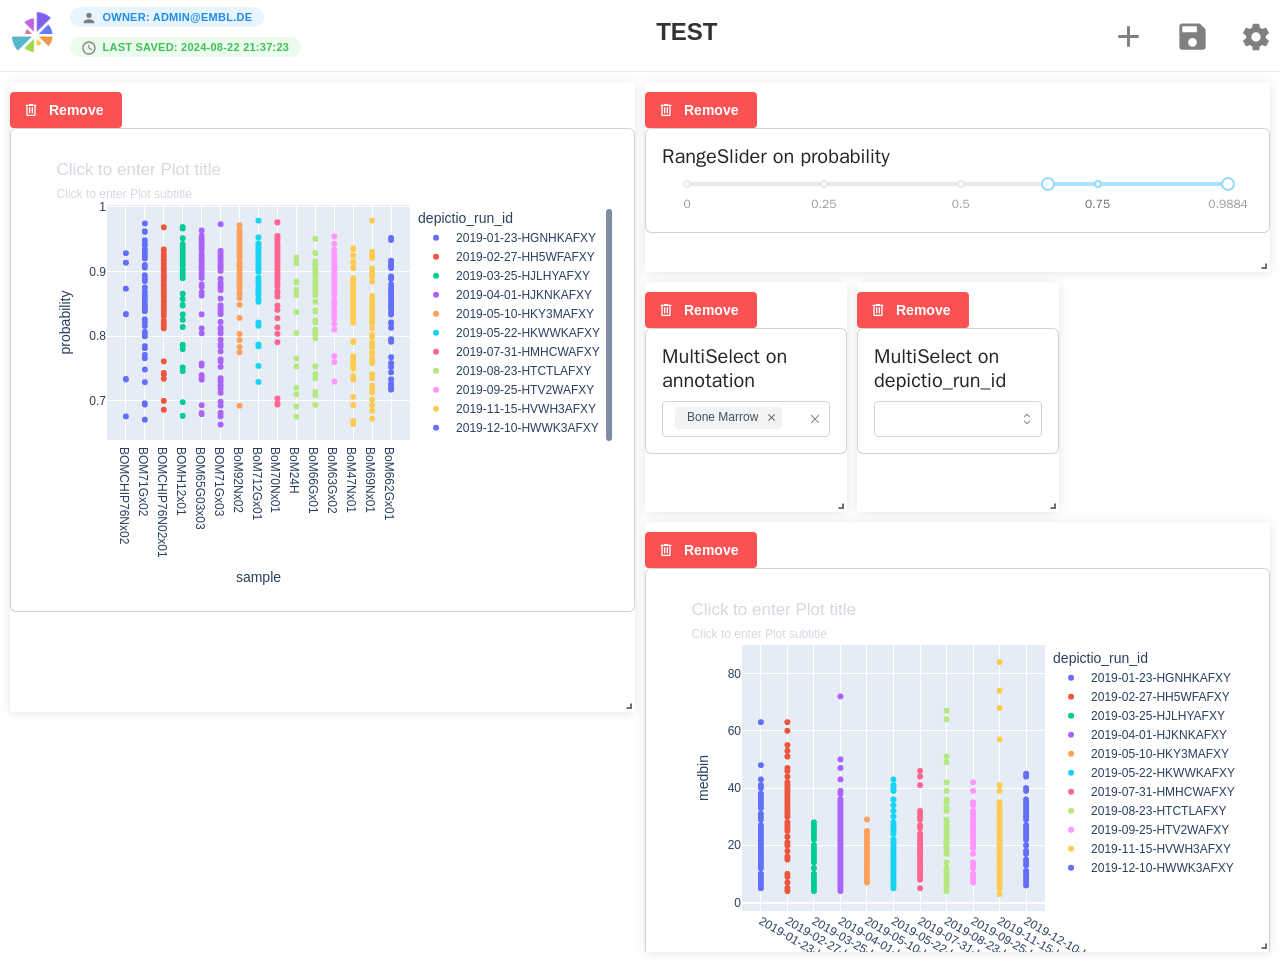 OWNER: ADMIN@EMBL.DE
LAST SAVED: 2024-08-22 21:37:23
TEST
Remove
Click to enter Plot title
Click to enter Plot subtitle
1
0.9
0.8
0.7
probability
BOMCHIP76Nx02
BOM71Gx02
BOMCHIP76N02x01
BOMH12x01
BOM65G03x03
BOM71Gx03
BoM92Nx02
BoM712Gx01
BoM70Nx01
BoM24H
BoM66Gx01
BoM63Gx02
BoM47Nx01
BoM69Nx01
BoM662Gx01
sample
depictio_run_id
2019-01-23-HGNHKAFXY
2019-02-27-HH5WFAFXY
2019-03-25-HJLHYAFXY
2019-04-01-HJKNKAFXY
2019-05-10-HKY3MAFXY
2019-05-22-HKWWKAFXY
2019-07-31-HMHCWAFXY
2019-08-23-HTCTLAFXY
2019-09-25-HTV2WAFXY
2019-11-15-HVWH3AFXY
2019-12-10-HWWK3AFXY
Remove
RangeSlider on probability
0 0.25 0.5 0.75 0.9884
Remove
MultiSelect on
annotation
Bone Marrow
Remove
MultiSelect on
depictio_run_id
Remove
Click to enter Plot title
Click to enter Plot subtitle
80
60
40
20
0
medbin
2019-01-23-
2019-02-27-
2019-03-25-
2019-04-01-
2019-05-10-
2019-05-22-
2019-07-31-
2019-08-23-
2019-09-25-
2019-11-15-
2019-12-10-
depictio_run_id
2019-01-23-HGNHKAFXY
2019-02-27-HH5WFAFXY
2019-03-25-HJLHYAFXY
2019-04-01-HJKNKAFXY
2019-05-10-HKY3MAFXY
2019-05-22-HKWWKAFXY
2019-07-31-HMHCWAFXY
2019-08-23-HTCTLAFXY
2019-09-25-HTV2WAFXY
2019-11-15-HVWH3AFXY
2019-12-10-HWWK3AFXY